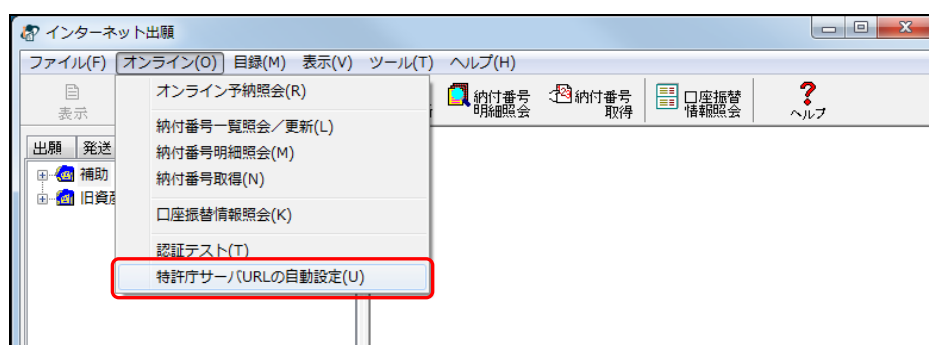 インターネット出願
ファイル(F) オンライン(O) 目録(M) 表示(V) ツール(T) ヘルプ(H)
表示
納付番号
明細照会
納付番号
取得
口座振替
情報照会
ヘルプ
オンライン予納照会(R)
納付番号一覧照会／更新(L)
納付番号明細照会(M)
納付番号取得(N)
口座振替情報照会(K)
認証テスト(T)
特許庁サーバURLの自動設定(U)
出願 発送
補助
旧資